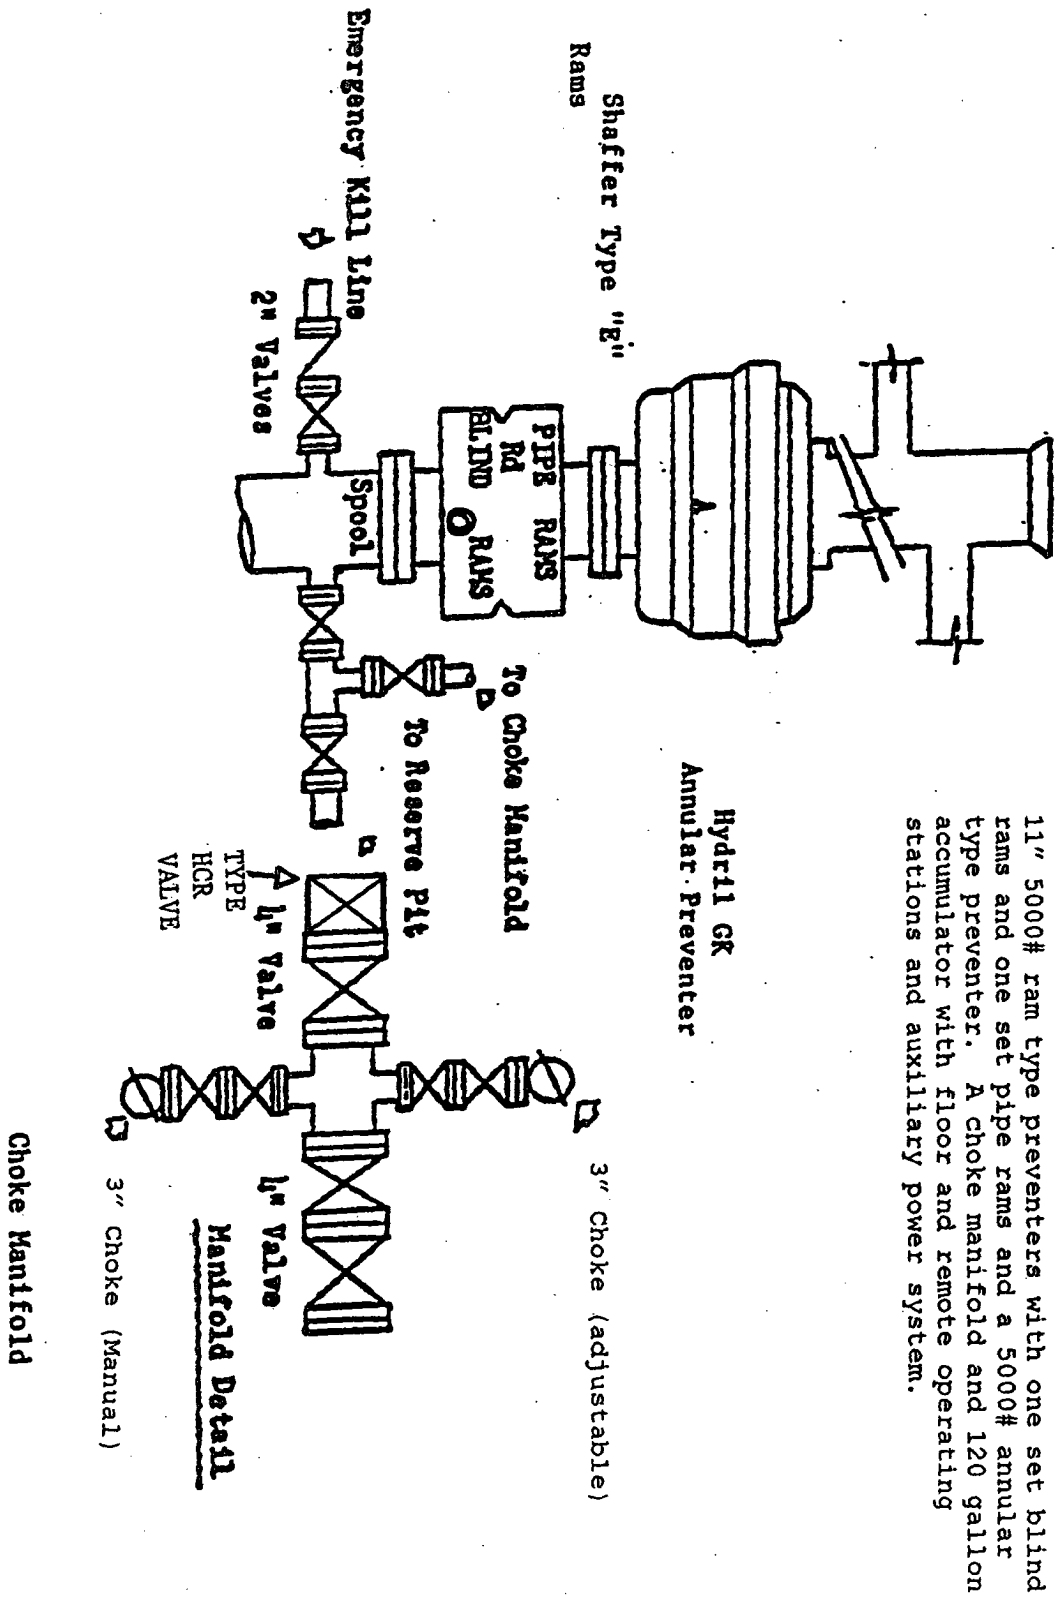 11" 5000# ram type preventers with one set blind
rams and one set pipe rams and a 5000# annular
type preventer. A choke manifold and 120 gallon
accumulator with floor and remote operating
stations and auxiliary power system.
Hydril GK
Annular Preventer
Shaffer Type "E"
Rams
A
PIPE RAMS
Rd
BLIND RAMS
Spool
Emergency Kill Line
2" Valves
To Choke Manifold
To Reserve Pit
3" Choke (adjustable)
4" Valve
TYPE
HCR
VALVE
4" Valve
Manifold Detail
3" Choke (Manual)
Choke Manifold